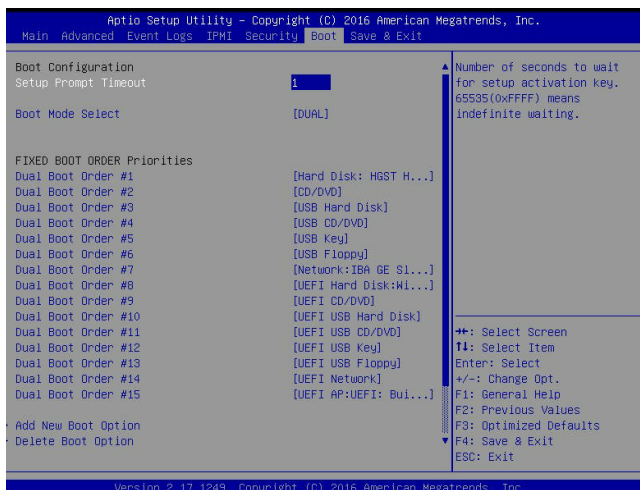 Aptio Setup Utility – Copyright (C) 2016 American Megatrends, Inc.
Main Advanced Event Logs IPMI Security Boot Save & Exit
Boot Configuration
Setup Prompt Timeout 1
Boot Mode Select [DUAL]
FIXED BOOT ORDER Priorities
Dual Boot Order #1 [Hard Disk: HGST H...]
Dual Boot Order #2 [CD/DVD]
Dual Boot Order #3 [USB Hard Disk]
Dual Boot Order #4 [USB CD/DVD]
Dual Boot Order #5 [USB Key]
Dual Boot Order #6 [USB Floppy]
Dual Boot Order #7 [Network:IBA GE Sl...]
Dual Boot Order #8 [UEFI Hard Disk:Wi...]
Dual Boot Order #9 [UEFI CD/DVD]
Dual Boot Order #10 [UEFI USB Hard Disk]
Dual Boot Order #11 [UEFI USB CD/DVD]
Dual Boot Order #12 [UEFI USB Key]
Dual Boot Order #13 [UEFI USB Floppy]
Dual Boot Order #14 [UEFI Network]
Dual Boot Order #15 [UEFI AP:UEFI: Bui...]
Add New Boot Option
Delete Boot Option
Number of seconds to wait
for setup activation key.
65535(0xFFFF) means
indefinite waiting.
→←: Select Screen
↑↓: Select Item
Enter: Select
+/-: Change Opt.
F1: General Help
F2: Previous Values
F3: Optimized Defaults
F4: Save & Exit
ESC: Exit
Version 2.17.1249. Copyright (C) 2016 American Megatrends, Inc.